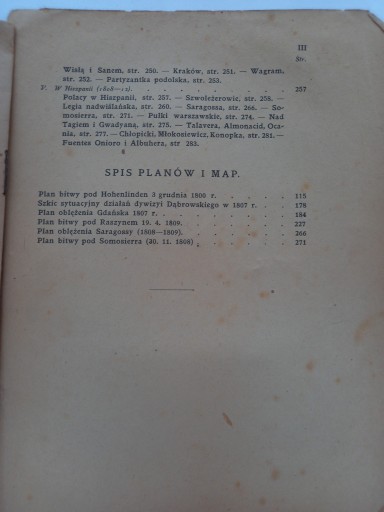 III
Str.
Wisłą i Sanem, str. 250. — Kraków, str. 251. — Wagram,
str. 252. — Partyzantka podolska, str. 253.
F. W Hiszpanii (1808—12). . . . . . . . . . . 257
Polacy w Hiszpanii, str. 257. — Szwoleżerowie, str. 258. —
Legia nadwiślańska, str. 260. — Saragossa, str. 266. — So-
mosierra, str. 271. — Pułki warszawskie, str. 274. — Nad
Tagiem i Gwadyaną, str. 275. — Talavera, Almonacid, Oca-
nia, str. 277. — Chłopicki, Młokosiewicz, Konopka, str. 281. —
Fuentes Onioro i Albuhera, str 283.
SPIS PLANÓW I MAP.
Plan bitwy pod Hohenlinden 3 grudnia 1800 r. . . . . 115
Szkic sytuacyjny działań dywizyi Dąbrowskiego w 1807 r. . . 178
Plan oblężenia Gdańska 1807 r. . . . . . . . . . 184
Plan bitwy pod Raszynem 19. 4. 1809. . . . . . . 227
Plan oblężenia Saragossy (1808—1809). . . . . . . 266
Plan bitwy pod Somosierra (30. 11. 1808) . . . . . . 271